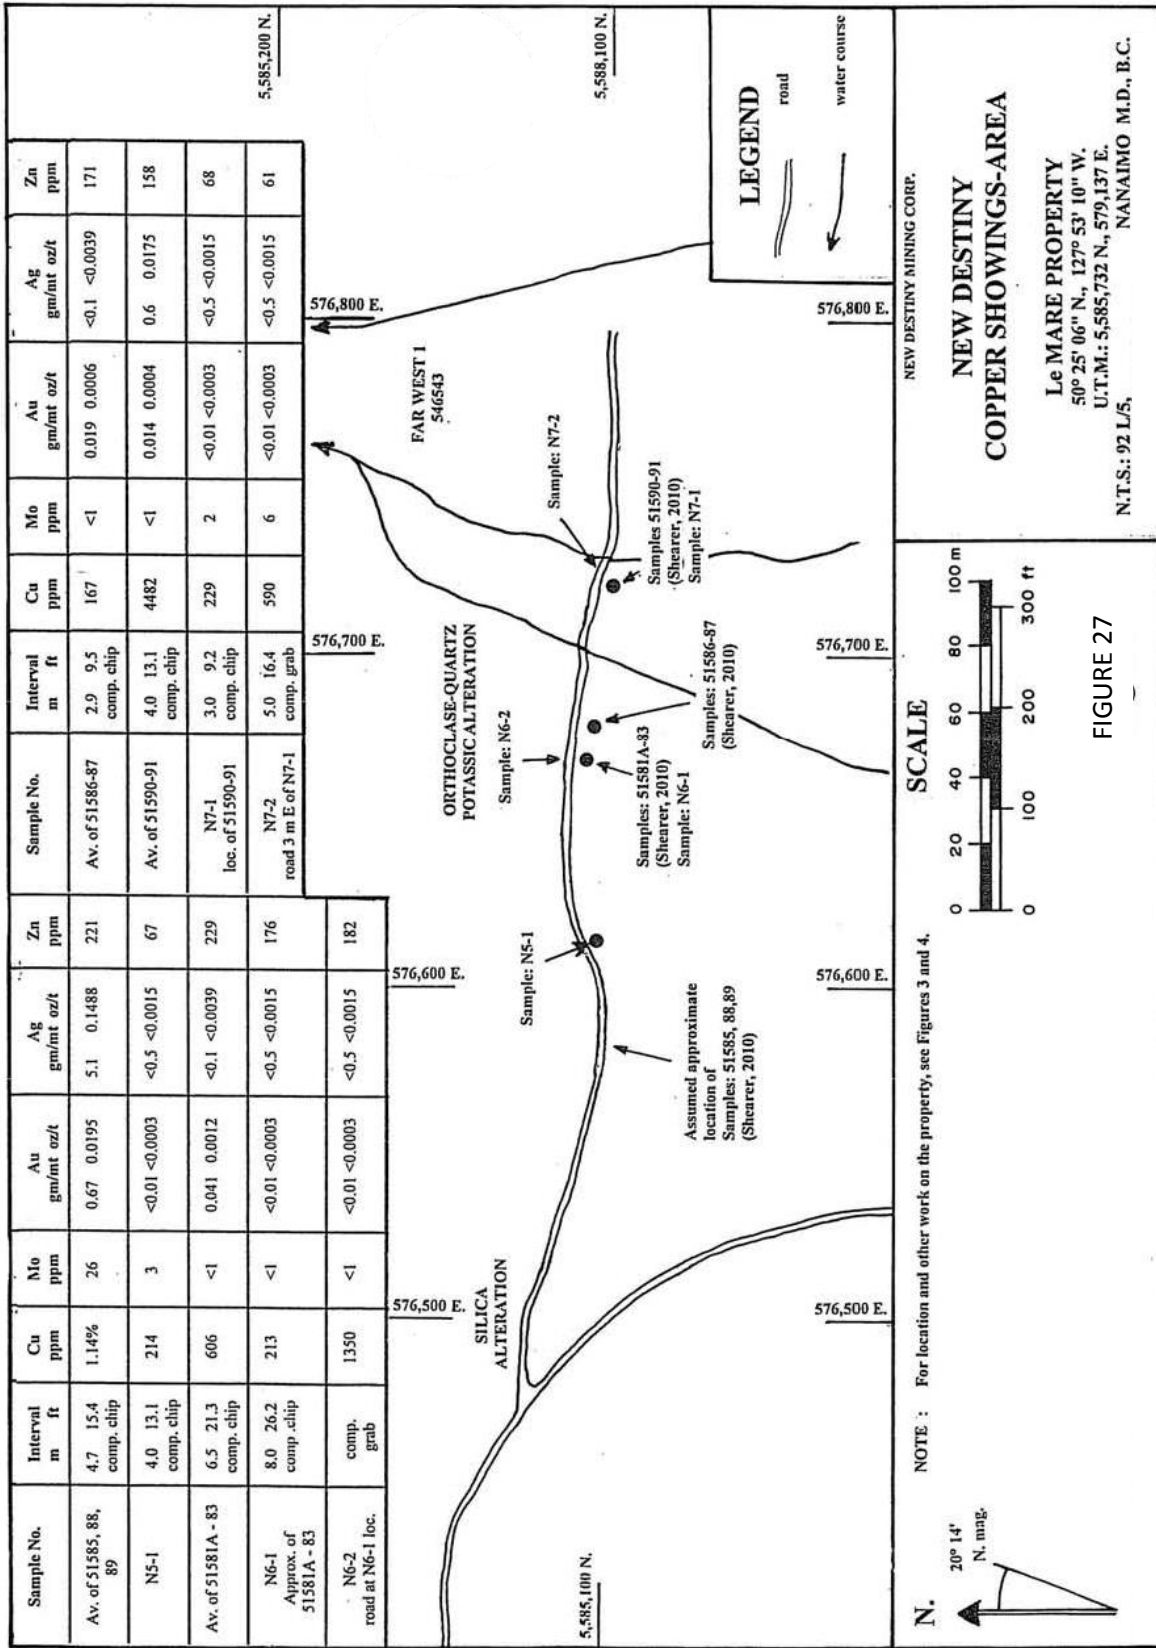 Sample No. Interval m ft Cu ppm Mo ppm Au gm/mt oz/t Ag gm/mt oz/t Zn ppm
Av. of 51585, 88, 89 4.7 15.4 comp. chip 1.14% 26 0.67 0.0195 5.1 0.1488 221
N5-1 4.0 13.1 comp. chip 214 3 <0.01 <0.0003 <0.5 <0.0015 67
Av. of 51581A - 83 6.5 21.3 comp. chip 606 <1 0.041 0.0012 <0.1 <0.0039 229
N6-1 Approx. of 51581A - 83 8.0 26.2 comp .chip 213 <1 <0.01 <0.0003 <0.5 <0.0015 176
N6-2 road at N6-1 loc. comp. grab 1350 <1 <0.01 <0.0003 <0.5 <0.0015 182
Sample No. Interval m ft Cu ppm Mo ppm Au gm/mt oz/t Ag gm/mt oz/t Zn ppm
Av. of 51586-87 2.9 9.5 comp. chip 167 <1 0.019 0.0006 <0.1 <0.0039 171
Av. of 51590-91 4.0 13.1 comp. chip 4482 <1 0.014 0.0004 0.6 0.0175 158
N7-1 loc. of 51590-91 3.0 9.2 comp. chip 229 2 <0.01 <0.0003 <0.5 <0.0015 68
N7-2 road 3 m E of N7-1 5.0 16.4 comp. grab 590 6 <0.01 <0.0003 <0.5 <0.0015 61
5,585,200 N.
576,500 E.
576,600 E.
576,700 E.
576,800 E.
FAR WEST 1
546543
SILICA
ALTERATION
ORTHOCLASE-QUARTZ
POTASSIC ALTERATION
Sample: N5-1
Sample: N6-2
Sample: N7-2
5,585,100 N.
5,588,100 N.
Assumed approximate
location of
Samples: 51585, 88,89
(Shearer, 2010)
Samples: 51581A-83
(Shearer, 2010)
Sample: N6-1
Samples: 51586-87
(Shearer, 2010)
Samples 51590-91
(Shearer, 2010)
Sample: N7-1
576,500 E.
576,600 E.
576,700 E.
576,800 E.
LEGEND
road
water course
N.
20° 14'
N. mag.
NOTE : For location and other work on the property, see Figures 3 and 4.
SCALE
0 20 40 60 80 100 m
0 100 200 300 ft
FIGURE 27
NEW DESTINY MINING CORP.
NEW DESTINY
COPPER SHOWINGS-AREA
Le MARE PROPERTY
50° 25' 06" N., 127° 53' 10" W.
U.T.M.: 5,585,732 N., 579,137 E.
N.T.S.: 92 L/5, NANAIMO M.D., B.C.